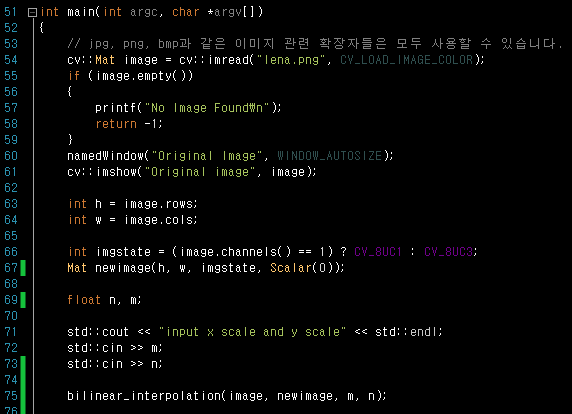 51 int main(int argc, char *argv[])
52 {
53 // jpg, png, bmp과 같은 이미지 관련 확장자들은 모두 사용할 수 있습니다.
54 cv::Mat image = cv::imread("lena.png", CV_LOAD_IMAGE_COLOR);
55 if (image.empty())
56 {
57 printf("No Image Found₩n");
58 return -1;
59 }
60 namedWindow("Original Image", WINDOW_AUTOSIZE);
61 cv::imshow("Original image", image);
62
63 int h = image.rows;
64 int w = image.cols;
65
66 int imgstate = (image.channels() == 1) ? CV_8UC1 : CV_8UC3;
67 Mat newimage(h, w, imgstate, Scalar(0));
68
69 float n, m;
70
71 std::cout << "input x scale and y scale" << std::endl;
72 std::cin >> m;
73 std::cin >> n;
74
75 bilinear_interpolation(image, newimage, m, n);
76